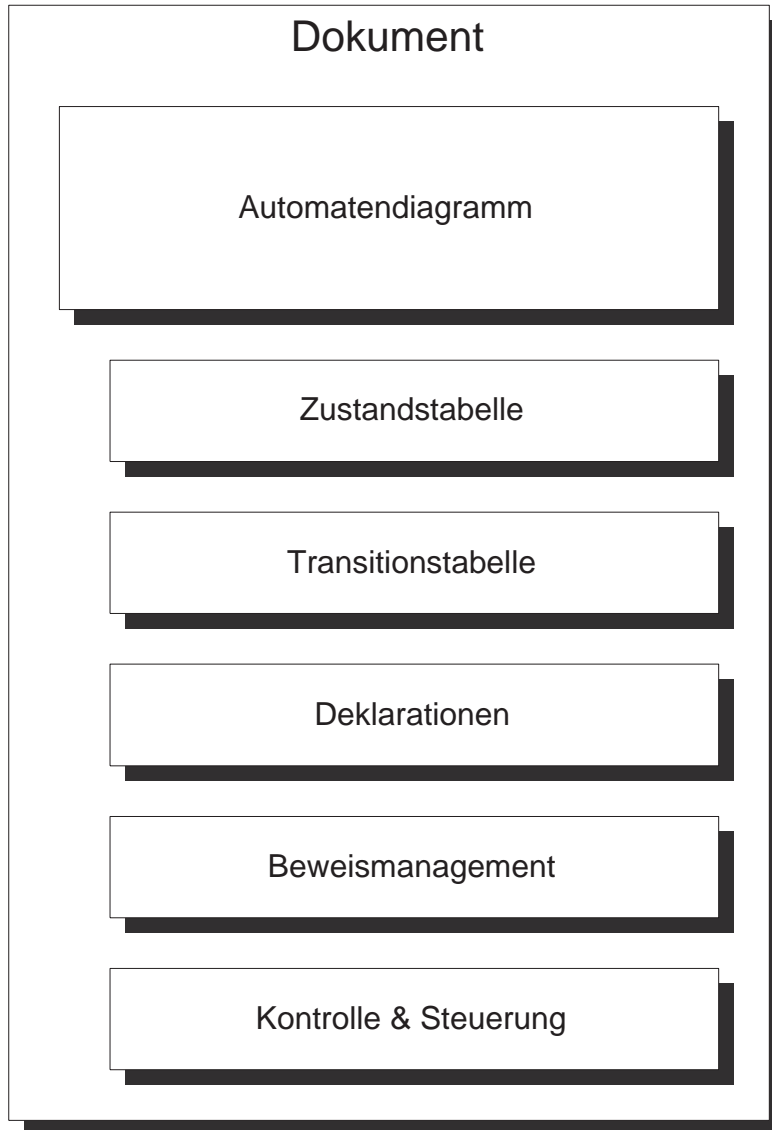 Dokument
Automatendiagramm
Zustandstabelle
Transitionstabelle
Deklarationen
Beweismanagement
Kontrolle & Steuerung